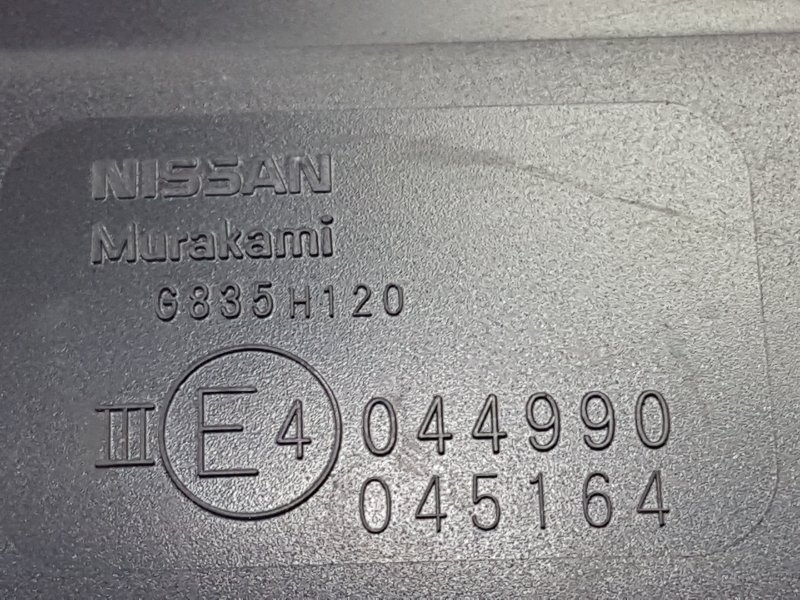 NISSAN
Murakami
G835H120
III E4 044990
045164